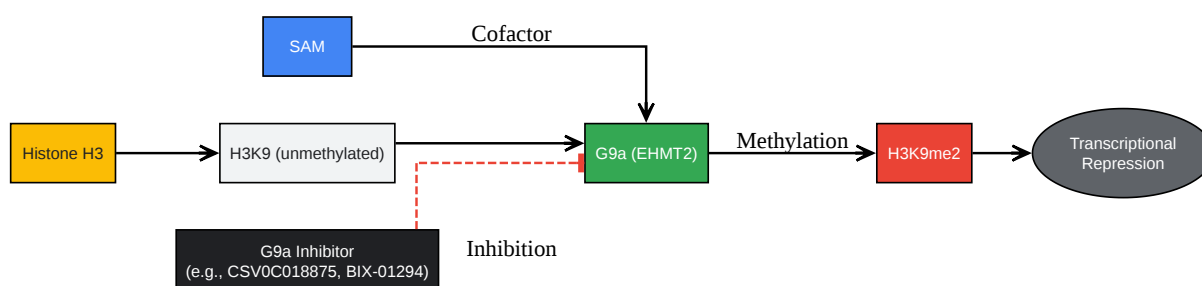 SAM
Cofactor
Histone H3
H3K9 (unmethylated)
G9a (EHMT2)
Methylation
H3K9me2
Transcriptional
Repression
G9a Inhibitor
(e.g., CSV0C018875, BIX-01294)
Inhibition